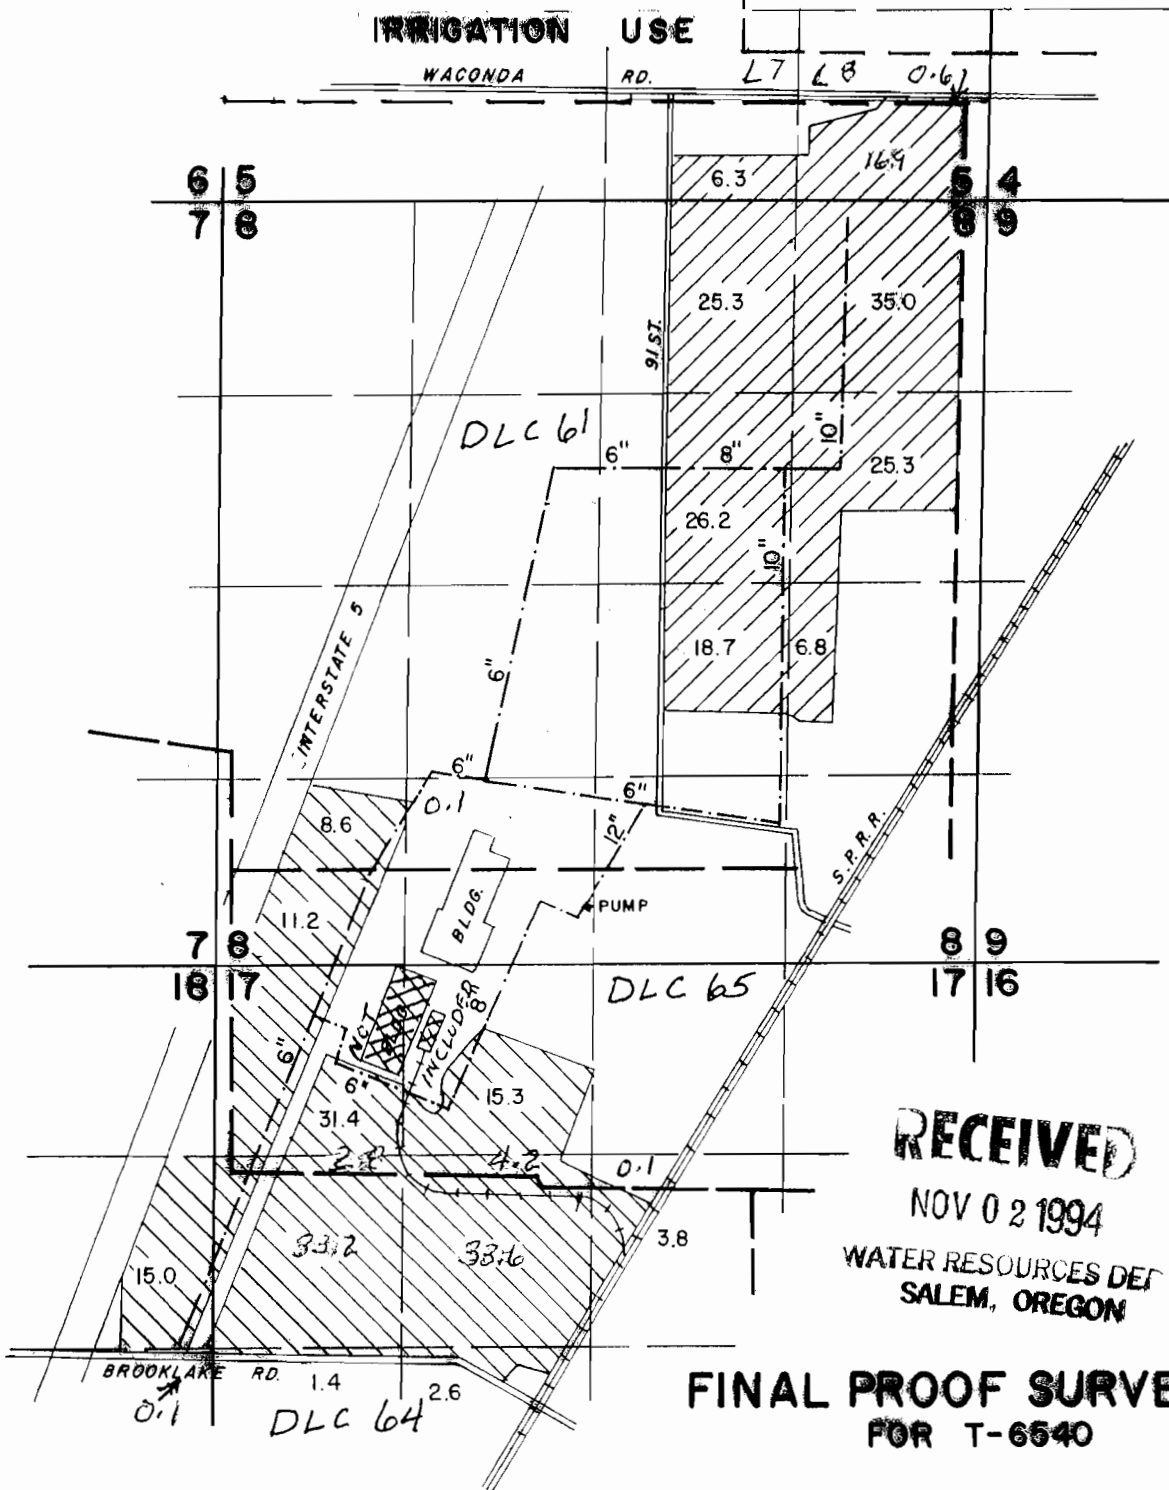 IRRIGATION USE
WACONDA RD.
L7 L8 0.6
6 5
7 8
6.3
16.9
5 4
8 9
25.3
35.0
91 ST.
DLC 61
6"
8"
10"
25.3
26.2
10"
18.7
6.8
INTERSTATE 5
6"
6"
0.1
6"
12"
8.6
S.P.R.R.
BLDG.
PUMP
11.2
7 8
18 17
8 9
17 16
DLC 65
NOT
BLDG
INCLUDED
8"
6"
6"
31.4
15.3
4.2
0.1
33.2
33.6
3.8
15.0
BROOKLAKE RD.
0.1
1.4
2.6
DLC 64
RECEIVED
NOV 02 1994
WATER RESOURCES DEP
SALEM, OREGON
FINAL PROOF SURVE
FOR T-6540